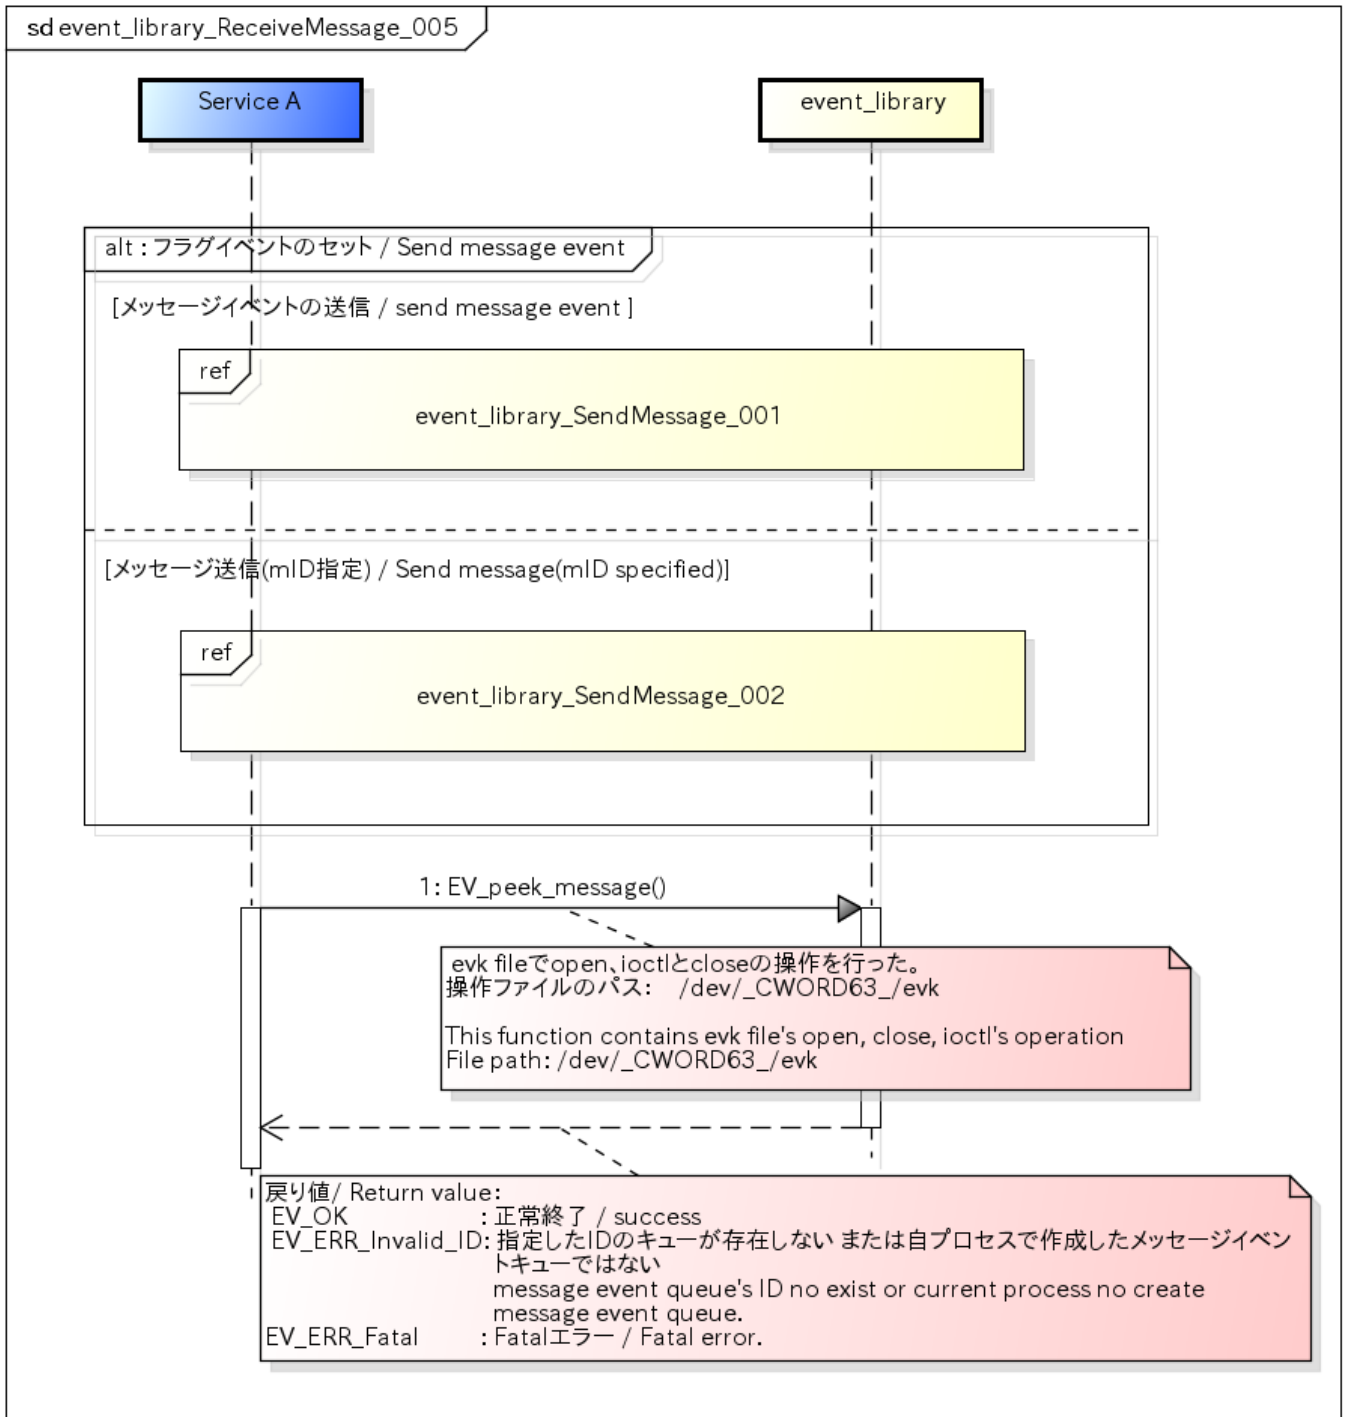 sd event_library_ReceiveMessage_005
Service A
event_library
alt : フラグイベントのセット / Send message event
[メッセージイベントの送信 / send message event ]
ref
event_library_SendMessage_001
[メッセージ送信(mID指定) / Send message(mID specified)]
ref
event_library_SendMessage_002
1: EV_peek_message()
evk fileでopen、ioctlとcloseの操作を行った。
操作ファイルのパス： /dev/_CWORD63_/evk
This function contains evk file's open, close, ioctl's operation
File path: /dev/_CWORD63_/evk
戻り値/ Return value:
EV_OK : 正常終了 / success
EV_ERR_Invalid_ID: 指定したIDのキューが存在しない または自プロセスで作成したメッセージイベン
トキューではない
message event queue's ID no exist or current process no create
message event queue.
EV_ERR_Fatal : Fatalエラー / Fatal error.